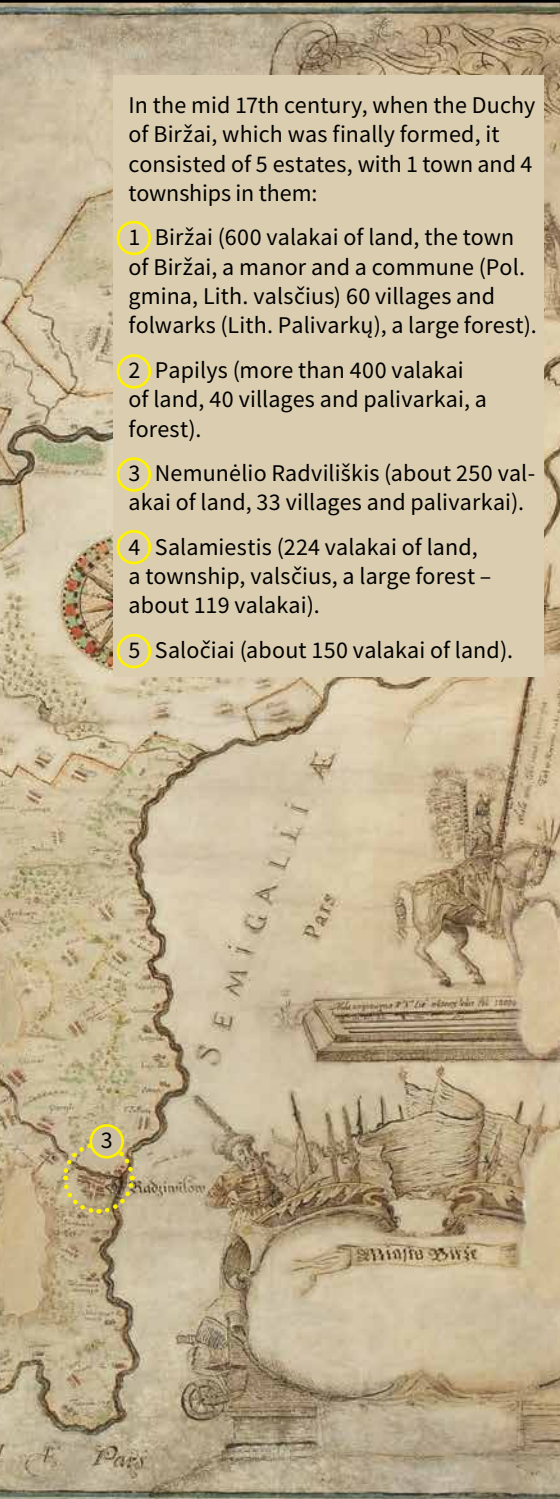 In the mid 17th century, when the Duchy
of Biržai, which was finally formed, it
consisted of 5 estates, with 1 town and 4
townships in them:
1 Biržai (600 valakai of land, the town
of Biržai, a manor and a commune (Pol.
gmina, Lith. valsčius) 60 villages and
folwarks (Lith. Palivarkų), a large forest).
2 Papilys (more than 400 valakai
of land, 40 villages and palivarkai, a
forest).
3 Nemunėlio Radviliškis (about 250 val-
akai of land, 33 villages and palivarkai).
4 Salamiestis (224 valakai of land,
a township, valsčius, a large forest –
about 119 valakai).
5 Saločiai (about 150 valakai of land).
SEMIGALLIÆ
Pars
3
Radzimilow
Miasto Birże
Pars